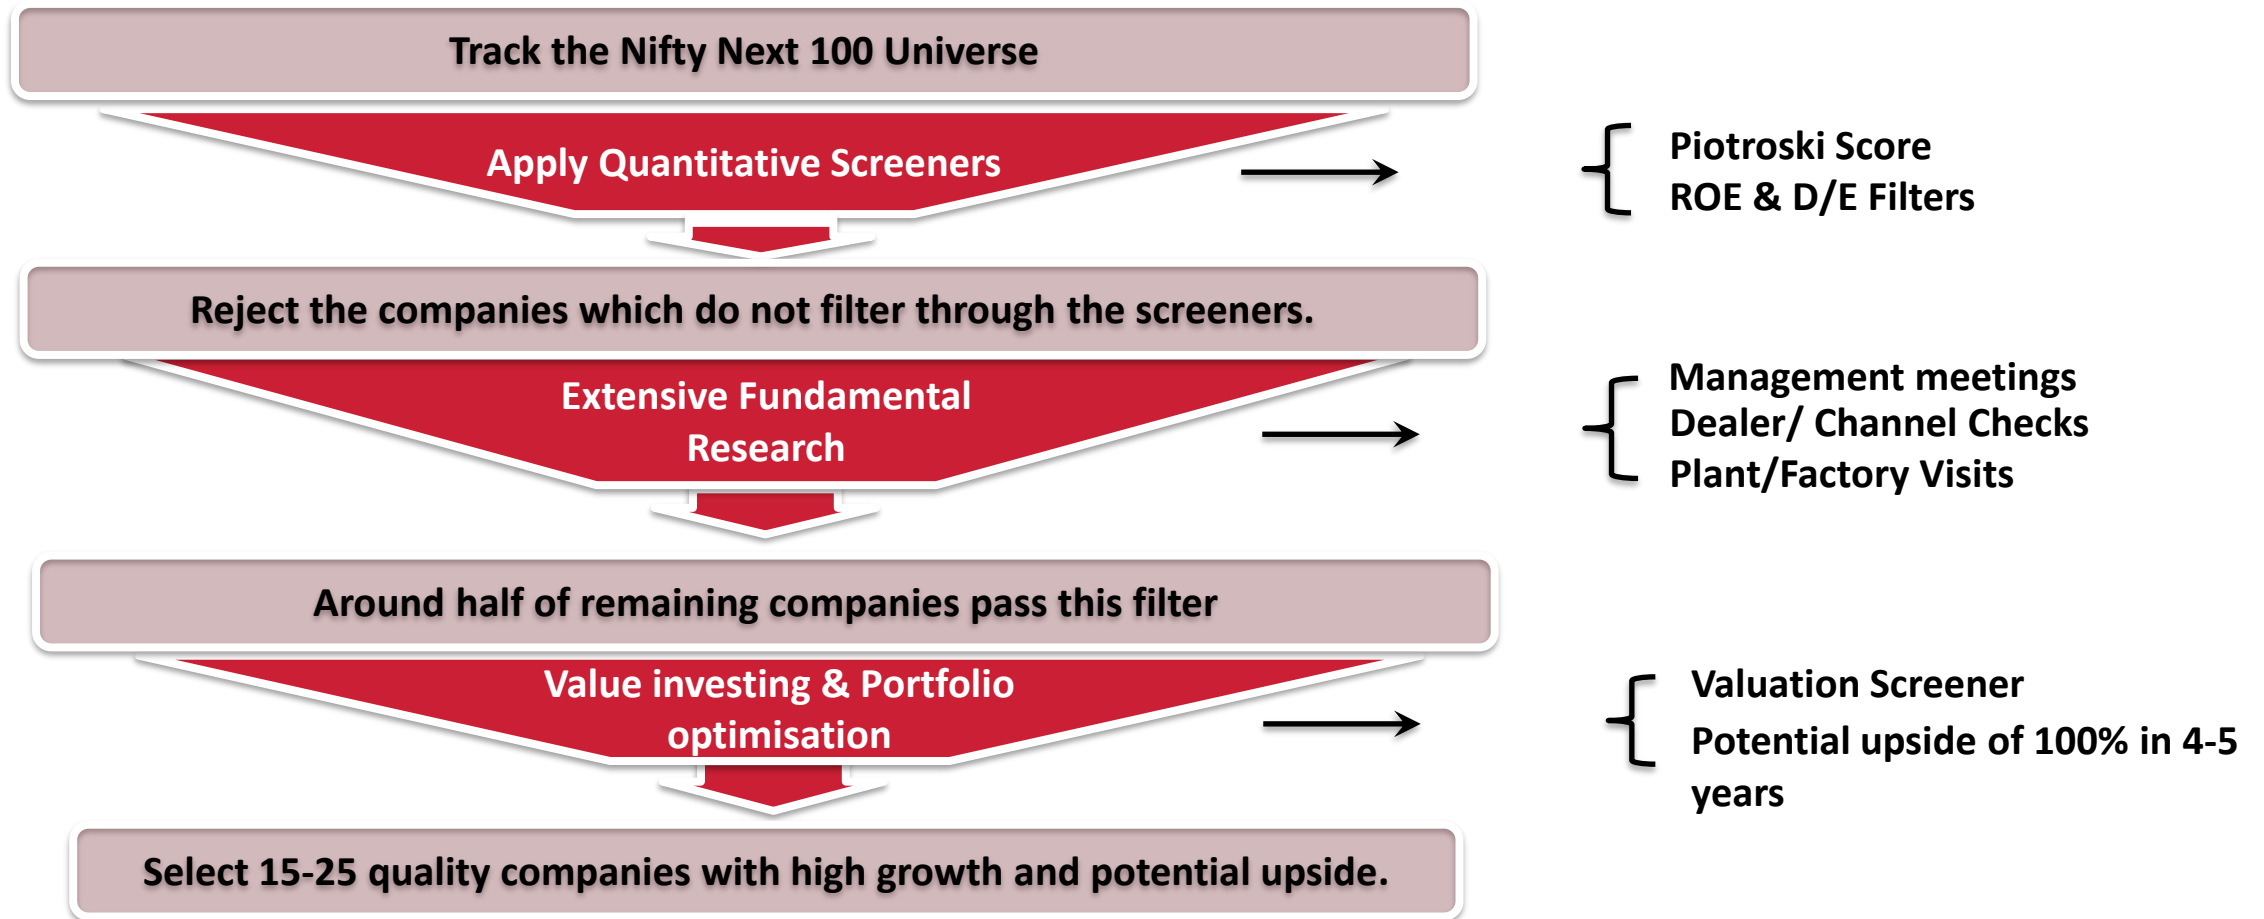 Track the Nifty Next 100 Universe
Apply Quantitative Screeners
Piotroski Score
ROE & D/E Filters
Reject the companies which do not filter through the screeners.
Extensive Fundamental
Research
Management meetings
Dealer/ Channel Checks
Plant/Factory Visits
Around half of remaining companies pass this filter
Value investing & Portfolio
optimisation
Valuation Screener
Potential upside of 100% in 4-5
years
Select 15-25 quality companies with high growth and potential upside.